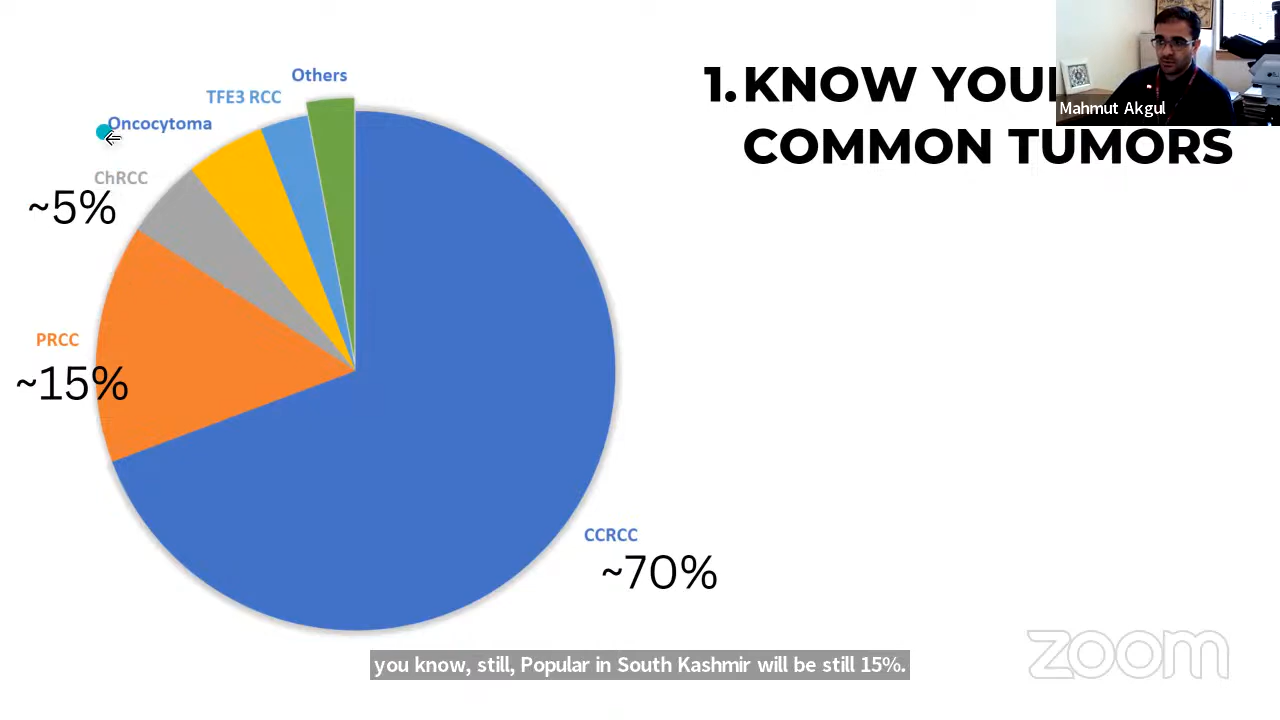 1. KNOW YOU
COMMON TUMORS
Mahmut Akgul
Others
TFE3 RCC
Oncocytoma
ChRCC
~5%
PRCC
~15%
CCRCC
~70%
you know, still, Popular in South Kashmir will be still 15%.
zoom